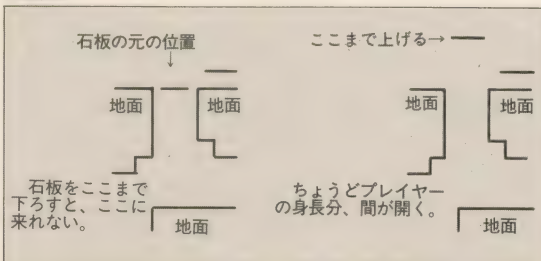 石板の元の位置
↓
地面
地面
石板をここまで
下ろすと、ここに
来れない。
地面
ここまで上げる→
地面
地面
ちょうどプレイヤー
の身長分、間が開く。
地面